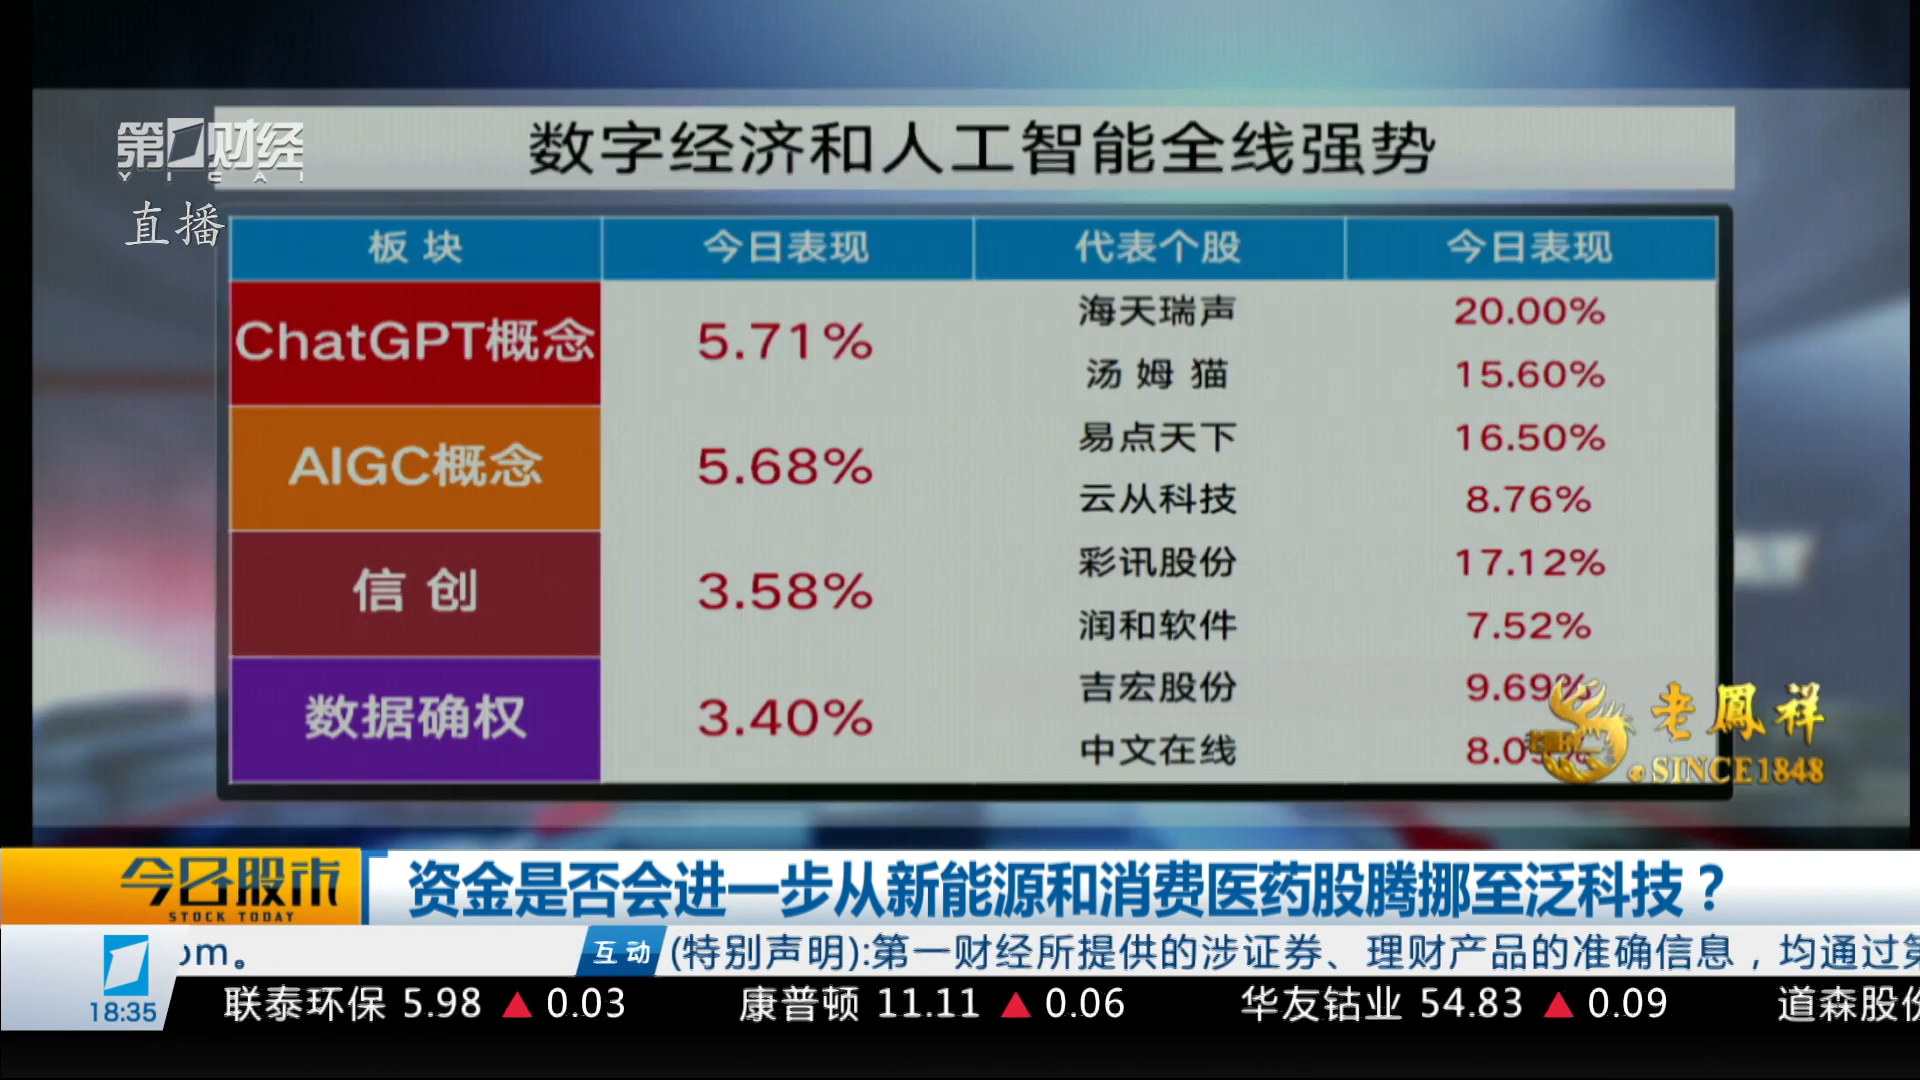 第一财经
YICAI
直播
数字经济和人工智能全线强势
板块 今日表现 代表个股 今日表现
ChatGPT概念 5.71% 海天瑞声 20.00%
汤姆猫 15.60%
AIGC概念 5.68% 易点天下 16.50%
云从科技 8.76%
信创 3.58% 彩讯股份 17.12%
润和软件 7.52%
数据确权 3.40% 吉宏股份 9.69%
中文在线
老鳳祥
SINCE1848
今日股市
STOCK TODAY
资金是否会进一步从新能源和消费医药股腾挪至泛科技？
om。 互动 (特别声明):第一财经所提供的涉证券、理财产品的准确信息，均通过第
18:35
联泰环保 5.98 ▲ 0.03 康普顿 11.11 ▲ 0.06 华友钴业 54.83 ▲ 0.09 道森股份